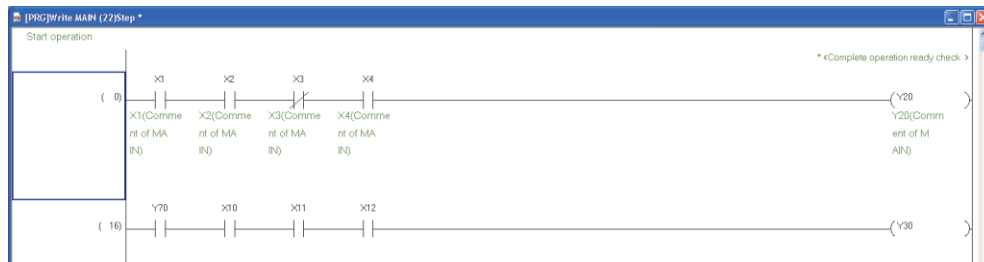 [PRG]Write MAIN (22)Step *
Start operation
* <Complete operation ready check >
X1 X2 X3 X4
( 0) Y20
X1(Comme X2(Comme X3(Comme X4(Comme Y20(Comm
nt of MA nt of MA nt of MA nt of MA ent of M
IN) IN) IN) IN) AIN)
Y70 X10 X11 X12
( 16) Y30